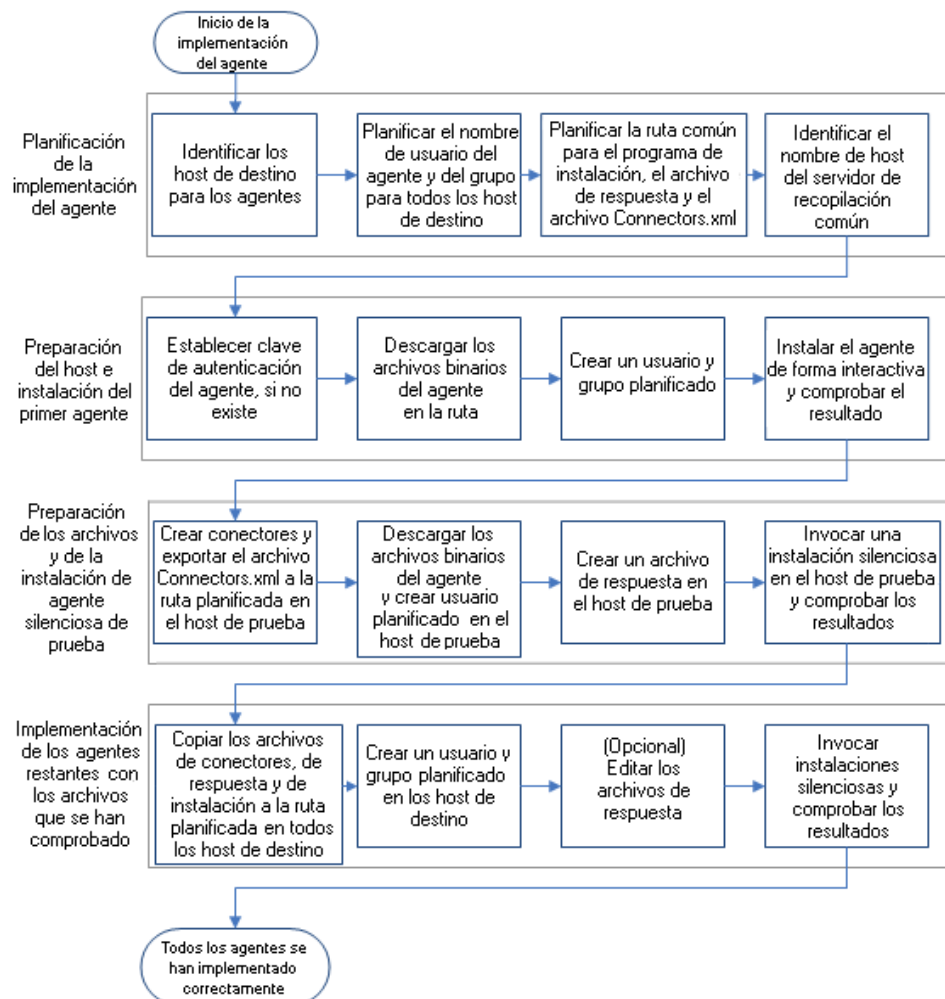 Inicio de la
implementación
del agente
Planificación
de la
implementación
del agente
Identificar los
host de destino
para los agentes
Planificar el nombre
de usuario del
agente y del grupo
para todos los host
de destino
Planificar la ruta común
para el programa de
instalación, el archivo
de respuesta y el
archivo Connectors.xml
Identificar el
nombre de host
del servidor de
recopilación
común
Preparación
del host e
instalación del
primer agente
Establecer clave
de autenticación
del agente, si no
existe
Descargar los
archivos binarios
del agente
en la ruta
Crear un usuario y
grupo planificado
Instalar el agente
de forma interactiva
y comprobar el
resultado
Preparación
de los archivos
y de la
instalación de
agente
silenciosa de
prueba
Crear conectores y
exportar el archivo
Connectors.xml a la
ruta planificada en
el host de prueba
Descargar los
archivos binarios
del agente
y crear usuario
planificado en el
host de prueba
Crear un archivo
de respuesta en
el host de prueba
Invocar una
instalación silenciosa
en el host de prueba
y comprobar los
resultados
Implementación
de los agentes
restantes con
los archivos
que se han
comprobado
Copiar los archivos
de conectores, de
respuesta y de
instalación a la ruta
planificada en todos
los host de destino
Crear un usuario y
grupo planificado
en los host de
destino
(Opcional)
Editar los
archivos de
respuesta
Invocar
instalaciones
silenciosas y
comprobar los
resultados
Todos los agentes se
han implementado
correctamente